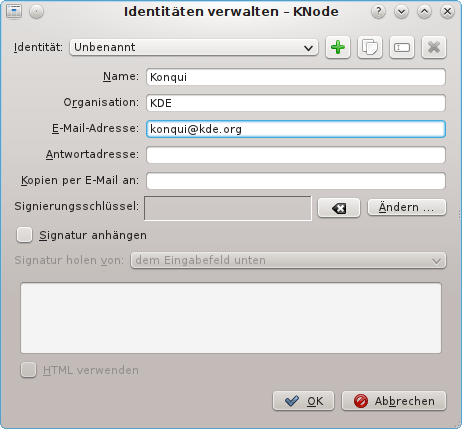 Identitäten verwalten – KNode
Identität: Unbenannt
Name: Konqui
Organisation: KDE
E-Mail-Adresse: konqui@kde.org
Antwortadresse:
Kopien per E-Mail an:
Signierungsschlüssel: Ändern ...
Signatur anhängen
Signatur holen von: dem Eingabefeld unten
HTML verwenden
OK Abbrechen